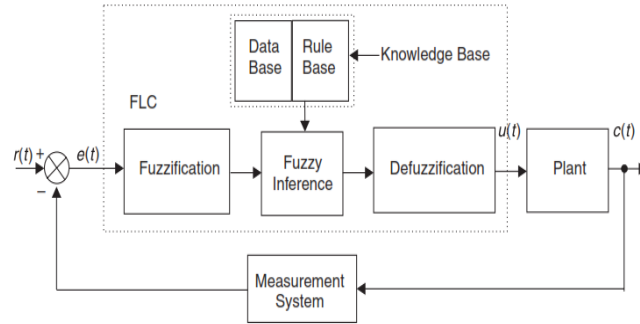 Data
Base
Rule
Base
Knowledge Base
FLC
r(t) +
e(t)
−
Fuzzification
Fuzzy
Inference
Defuzzification
u(t)
Plant
c(t)
Measurement
System